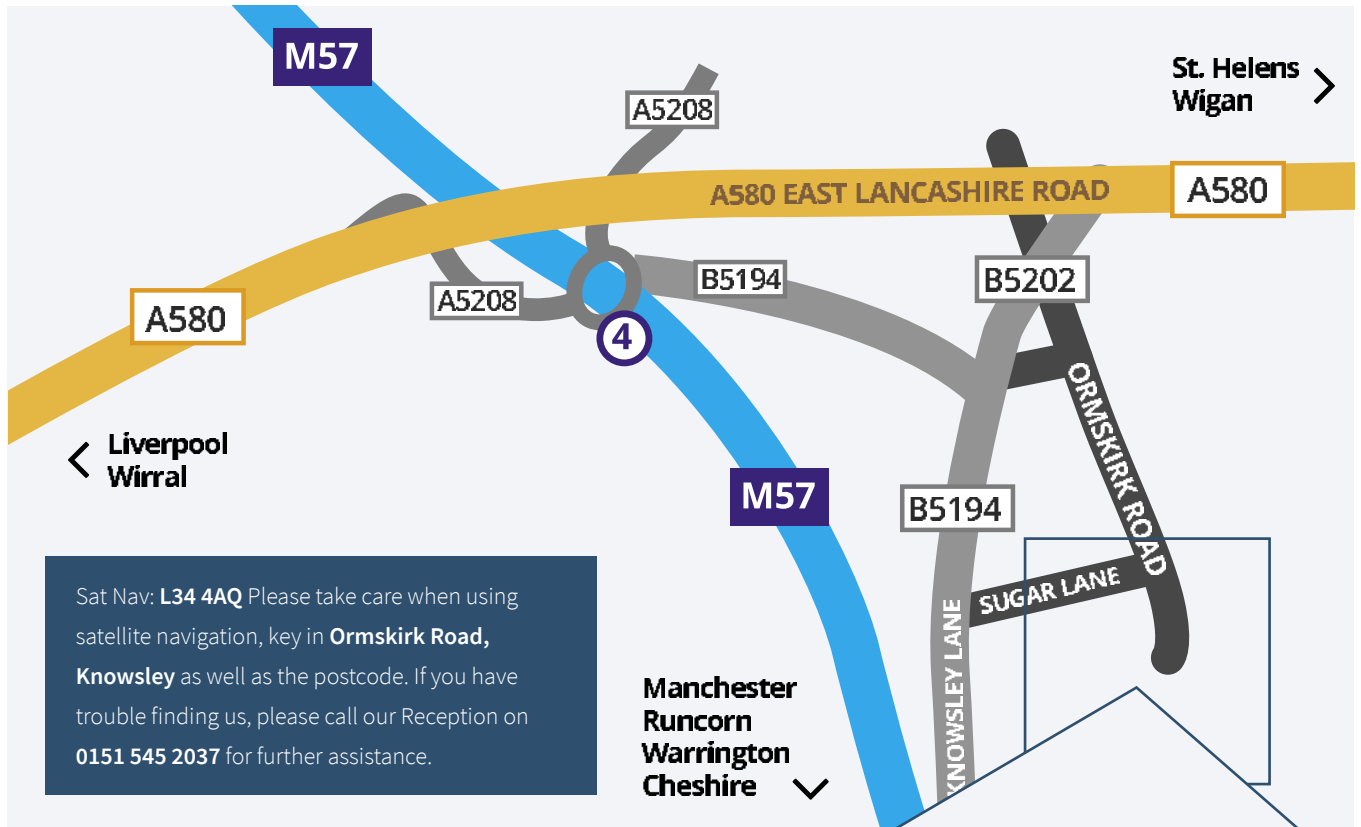 M57
St. Helens
Wigan
A5208
A580 EAST LANCASHIRE ROAD
A580
B5194
B5202
A5208
A580
4
ORMSKIRK ROAD
Liverpool
Wirral
M57
B5194
SUGAR LANE
KNOWSLEY LANE
Sat Nav: L34 4AQ Please take care when using
satellite navigation, key in Ormskirk Road,
Knowsley as well as the postcode. If you have
trouble finding us, please call our Reception on
0151 545 2037 for further assistance.
Manchester
Runcorn
Warrington
Cheshire